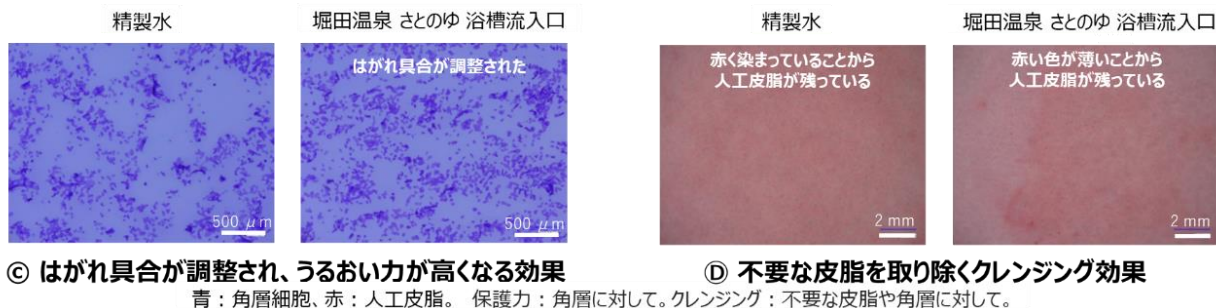 精製水
堀田温泉 さとのゆ 浴槽流入口
精製水
堀田温泉 さとのゆ 浴槽流入口
はがれ具合が調整された
赤く染まっていることから
人工皮脂が残っている
赤い色が薄いことから
人工皮脂が残っている
500 μm
500 μm
2 mm
2 mm
Ⓒ はがれ具合が調整され、うるおい力が高くなる効果
Ⓓ 不要な皮脂を取り除くクレンジング効果
青：角層細胞、赤：人工皮脂。 保護力：角層に対して。クレンジング：不要な皮脂や角層に対して。